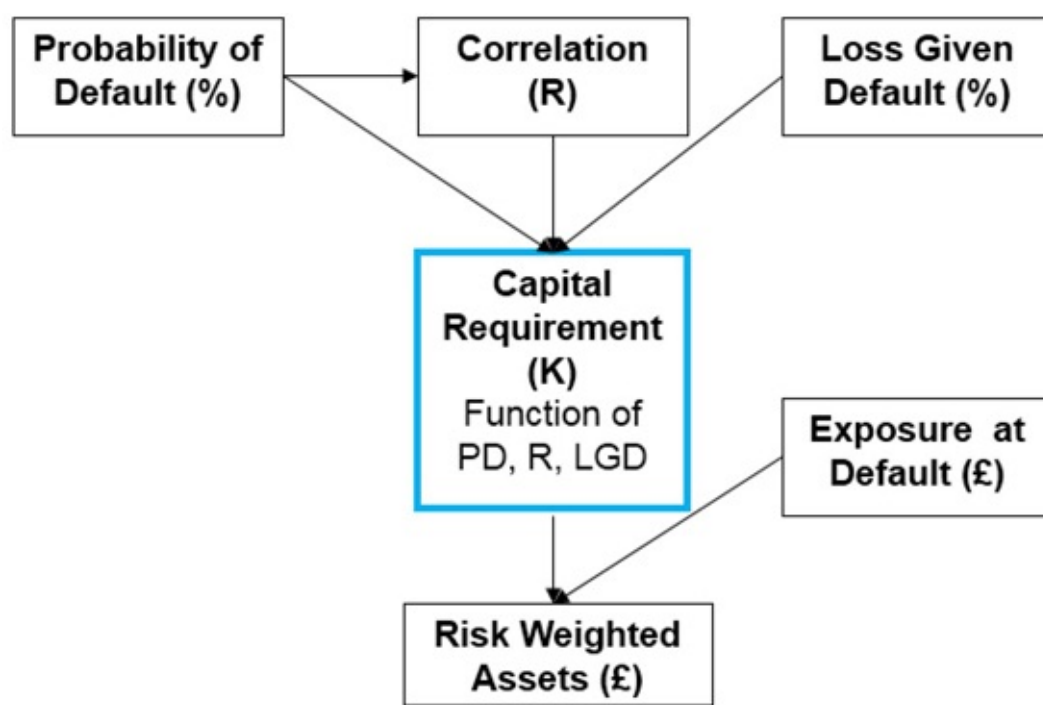 Probability of
Default (%)
Correlation
(R)
Loss Given
Default (%)
Capital
Requirement
(K)
Function of
PD, R, LGD
Exposure at
Default (£)
Risk Weighted
Assets (£)